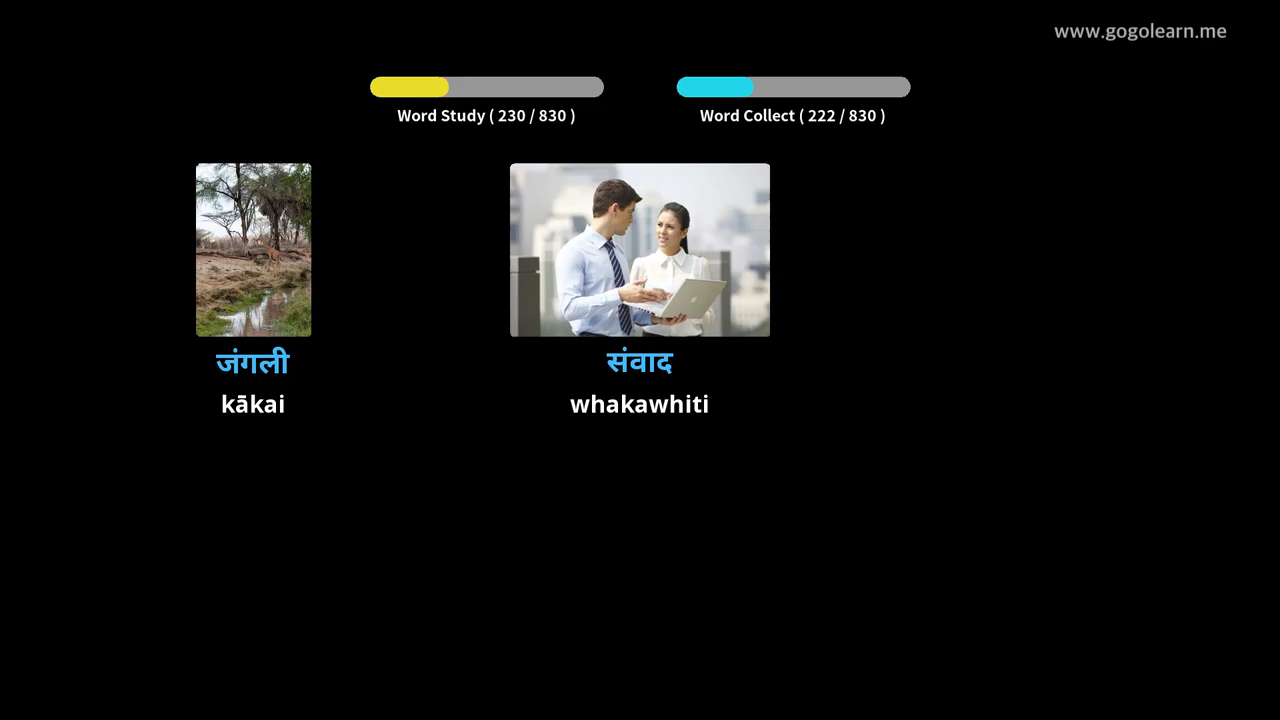 www.gogolearn.me
Word Study ( 230 / 830 )
Word Collect ( 222 / 830 )
जंगली
संवाद
kākai
whakawhiti